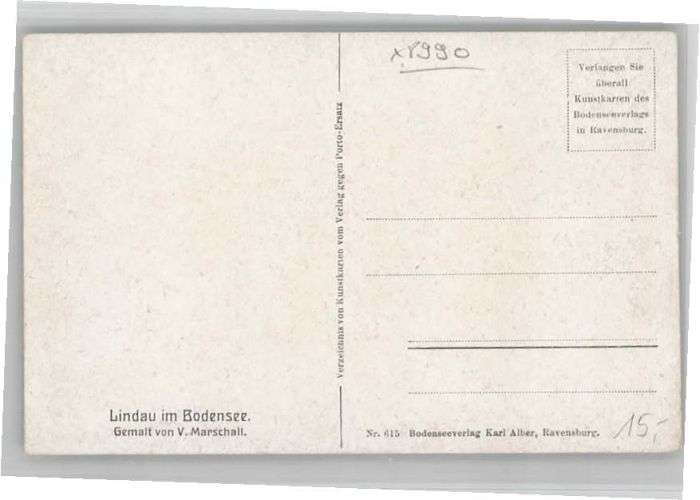 x8990
Verlangen Sie
überall
Kunstkarten des
Bodenseeverlags
in Ravensburg.
Verzeichnis von Kunstkarten vom Verlag gegen Porto-Ersatz
Lindau im Bodensee.
Gemalt von V. Marschall.
Nr. 615 Bodenseeverlag Karl Alber, Ravensburg.
15,-